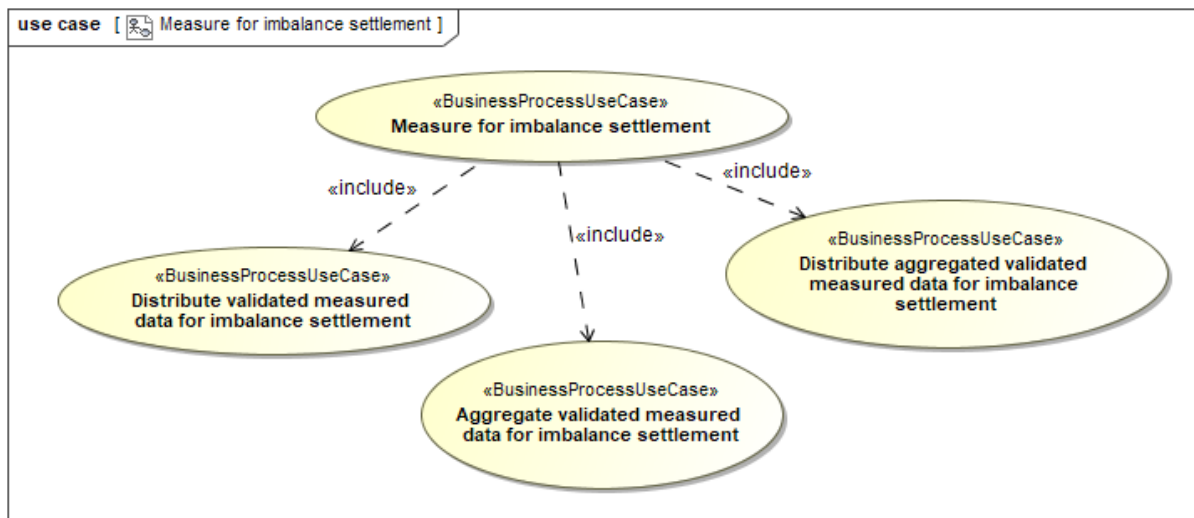 use case [ Measure for imbalance settlement ]
«BusinessProcessUseCase»
Measure for imbalance settlement
«include»
«include»
«include»
«BusinessProcessUseCase»
Distribute validated measured
data for imbalance settlement
«BusinessProcessUseCase»
Aggregate validated measured
data for imbalance settlement
«BusinessProcessUseCase»
Distribute aggregated validated
measured data for imbalance
settlement